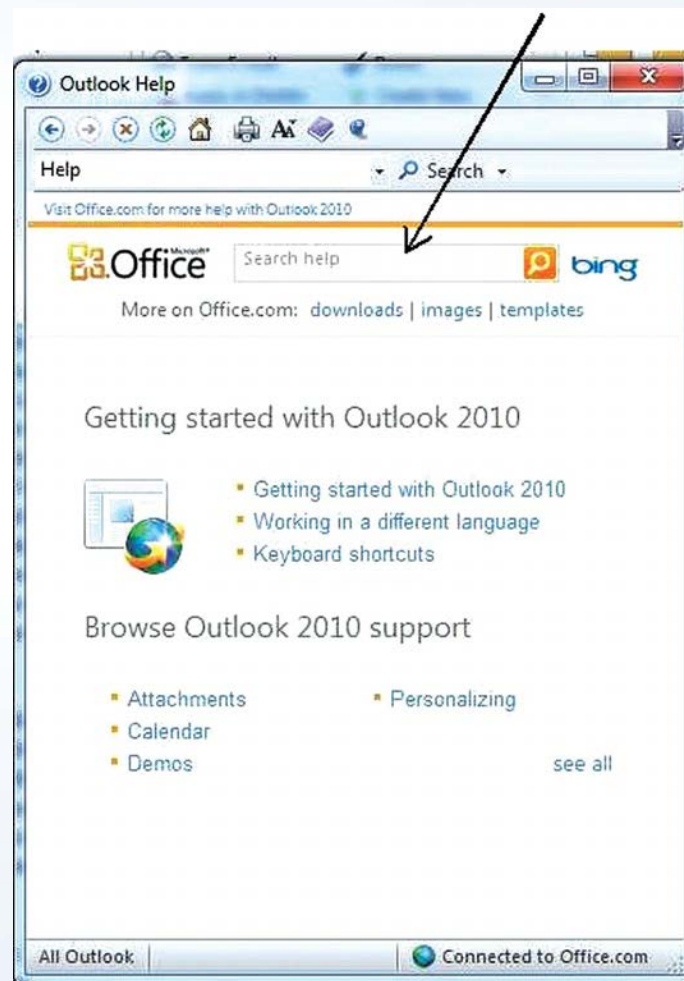 Outlook Help
Help
Search
Visit Office.com for more help with Outlook 2010
Microsoft®
Office
Search help
bing
More on Office.com: downloads | images | templates
Getting started with Outlook 2010
Getting started with Outlook 2010
Working in a different language
Keyboard shortcuts
Browse Outlook 2010 support
Attachments
Personalizing
Calendar
Demos
see all
All Outlook
Connected to Office.com